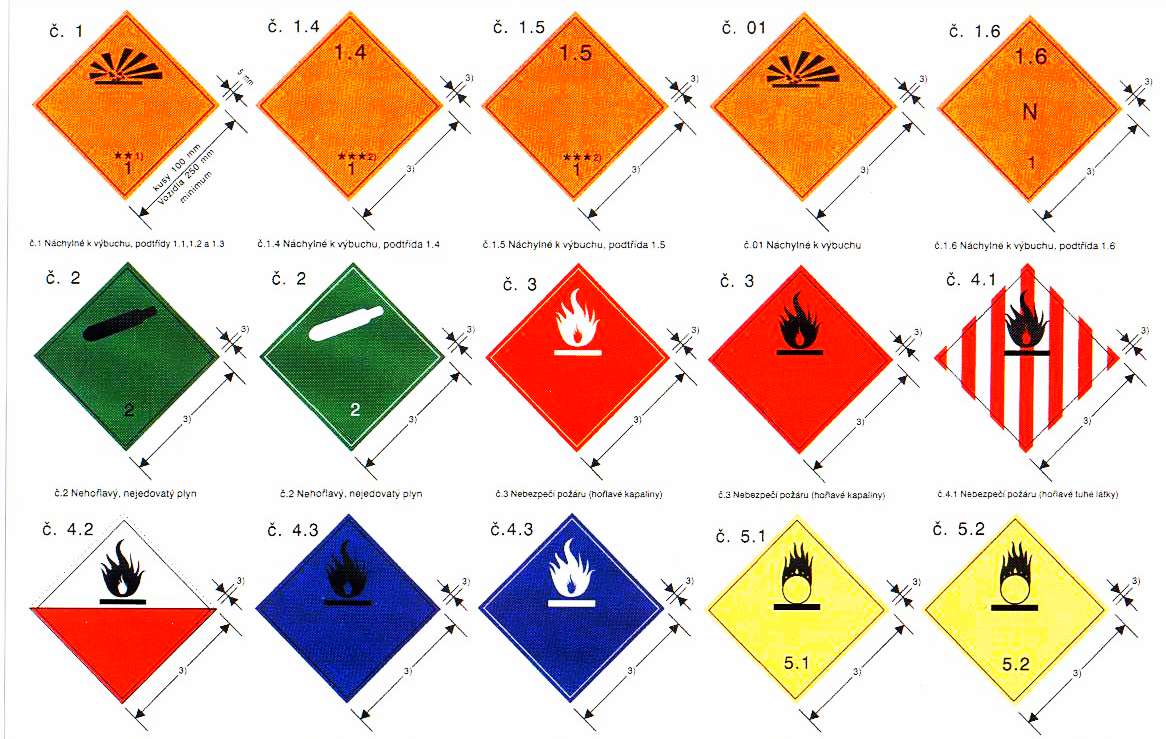 č. 1
5 mm
★★1)
1
kusy 100 mm
vozidla 250 mm
minimum
č.1 Náchylné k výbuchu, podtřídy 1.1,1.2 a 1.3
č. 1.4
1.4
3)
★★★2)
1
3)
č.1.4 Náchylné k výbuchu, podtřída 1.4
č. 1.5
1.5
3)
★★★2)
1
3)
č.1.5 Náchylné k výbuchu, podtřída 1.5
č. 01
3)
3)
č.01 Náchylné k výbuchu
č. 1.6
1.6
3)
N
1
3)
č.1.6 Náchylné k výbuchu, podtřída 1.6
č. 2
3)
2
3)
č.2 Nehořlavý, nejedovatý plyn
č. 2
3)
2
3)
č.2 Nehořlavý, nejedovatý plyn
č. 3
3)
3)
č.3 Nebezpečí požáru (hořlavé kapaliny)
č. 3
3)
3)
č.3 Nebezpečí požáru (hořlavé kapaliny)
č. 4.1
3)
3)
č.4.1 Nebezpečí požáru (hořlavé tuhé látky)
č. 4.2
3)
3)
č. 4.3
3)
3)
č.4.3
3)
3)
č. 5.1
3)
5.1
3)
č. 5.2
3)
5.2
3)